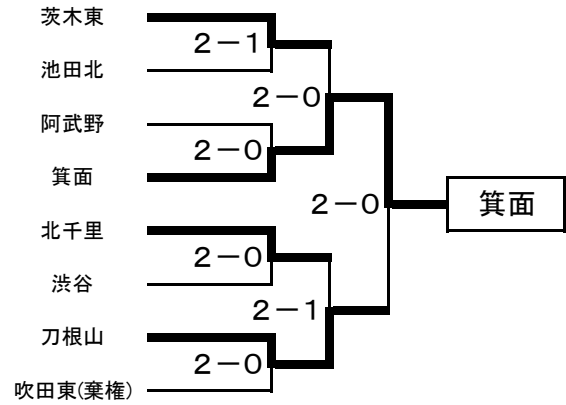 茨木東
2－1
池田北
2－0
阿武野
2－0
箕面
2－0
箕面
北千里
2－0
渋谷
2－1
刀根山
2－0
吹田東(棄権)